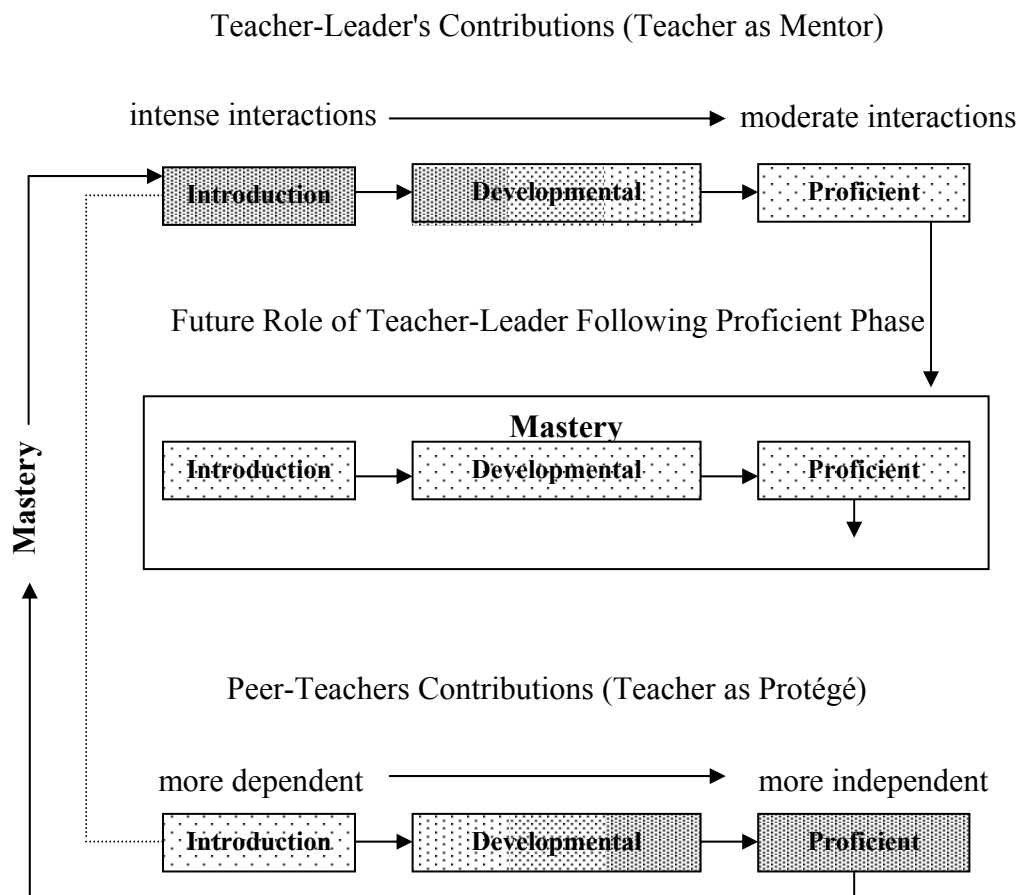 Teacher-Leader's Contributions (Teacher as Mentor)
intense interactions
moderate interactions
Introduction
Developmental
Proficient
Future Role of Teacher-Leader Following Proficient Phase
Mastery
Introduction
Developmental
Proficient
Mastery
Peer-Teachers Contributions (Teacher as Protégé)
more dependent
more independent
Introduction
Developmental
Proficient